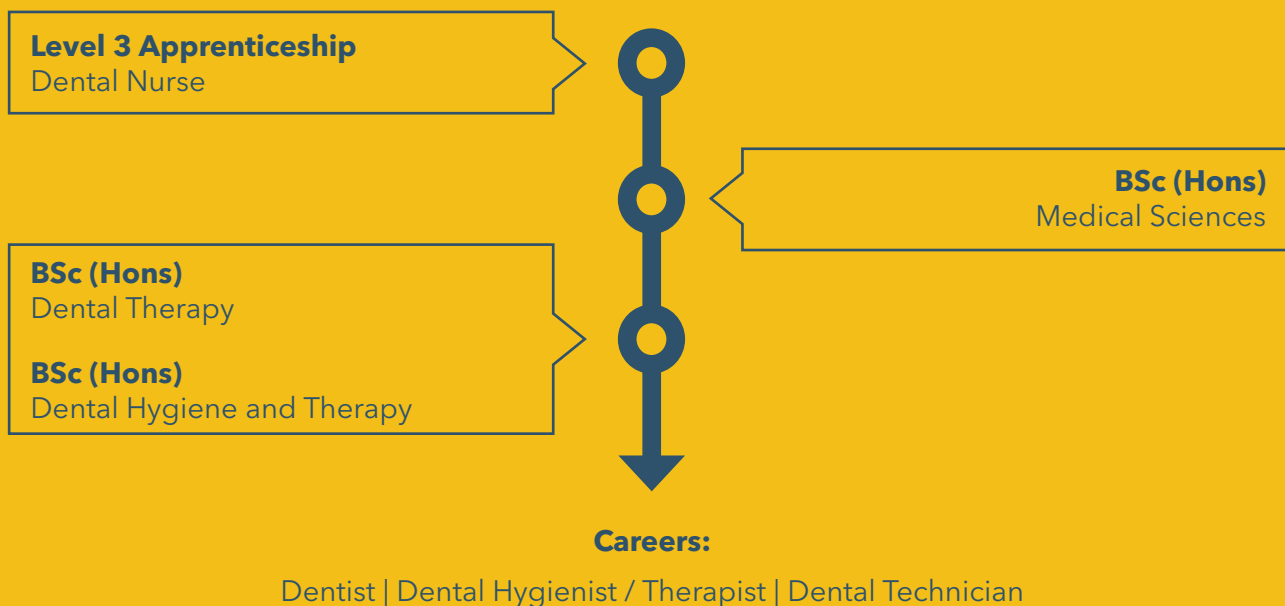 Level 3 Apprenticeship
Dental Nurse
BSc (Hons)
Medical Sciences
BSc (Hons)
Dental Therapy
BSc (Hons)
Dental Hygiene and Therapy
Careers:
Dentist | Dental Hygienist / Therapist | Dental Technician